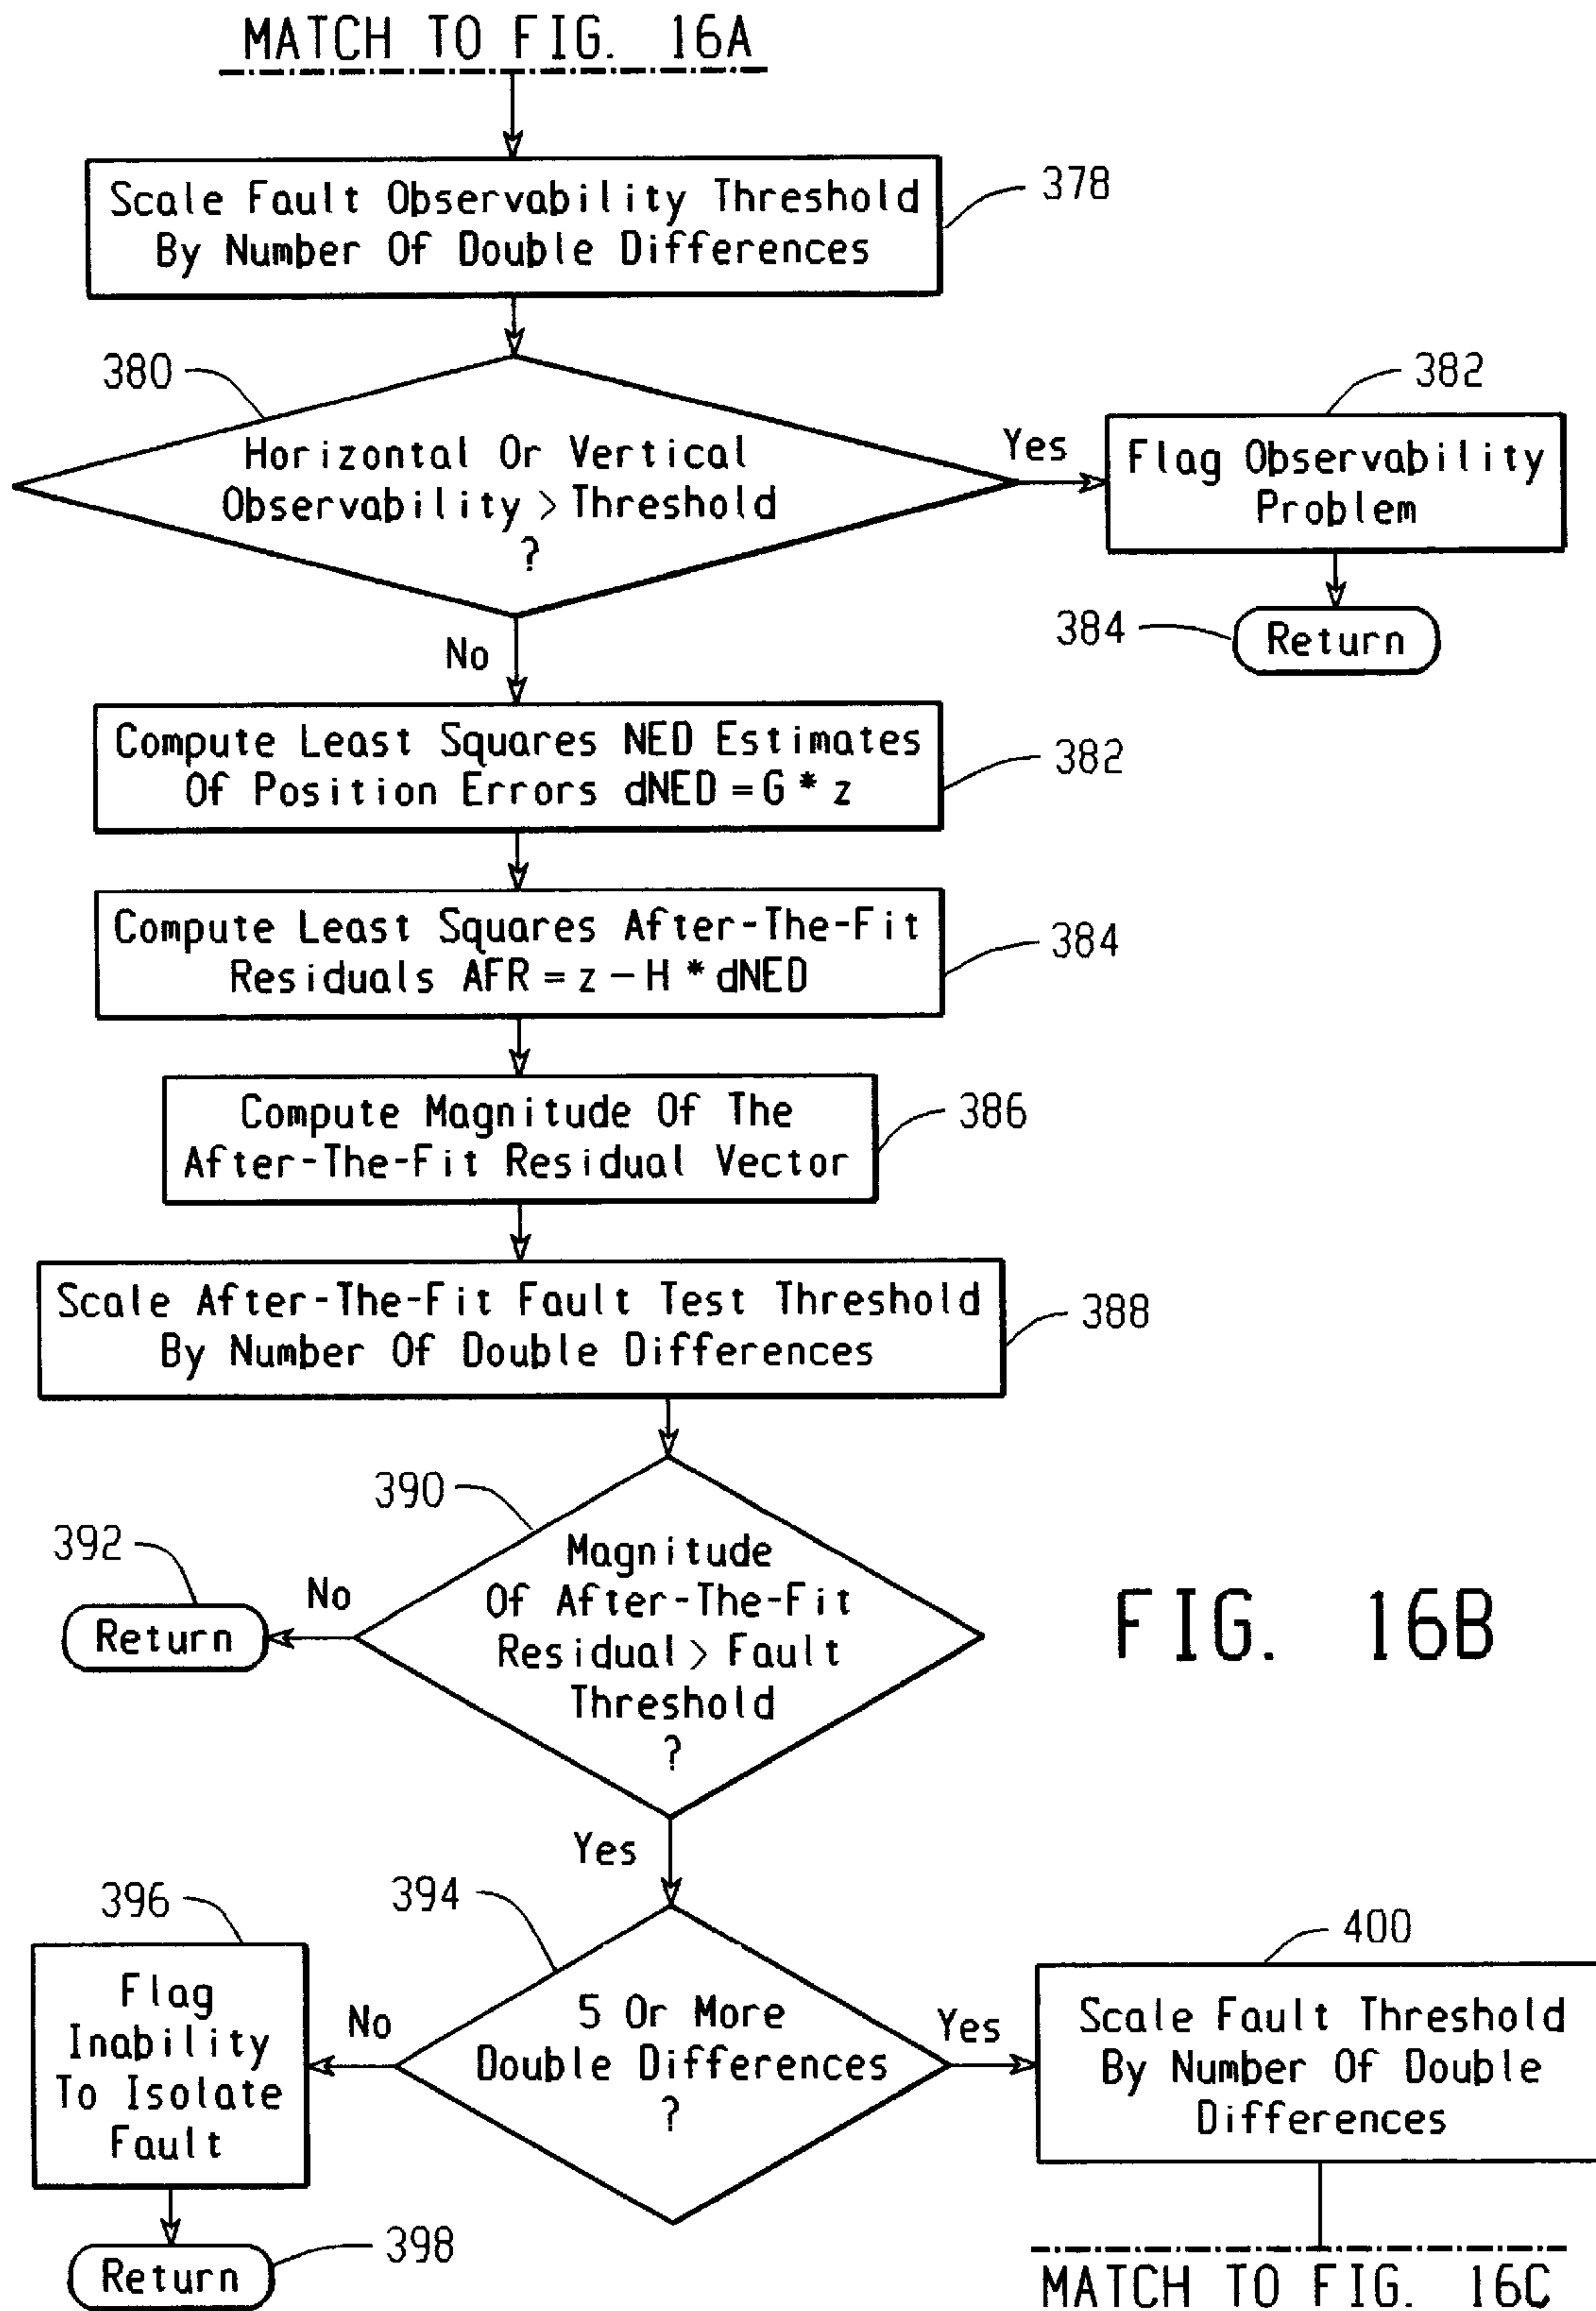 MATCH TO FIG. 16A
Scale Fault Observability Threshold
By Number Of Double Differences
378
380
Horizontal Or Vertical
Observability > Threshold
?
Yes
382
Flag Observability
Problem
384
Return
No
Compute Least Squares NED Estimates
Of Position Errors dNED = G * z
382
Compute Least Squares After-The-Fit
Residuals AFR = z - H * dNED
384
Compute Magnitude Of The
After-The-Fit Residual Vector
386
Scale After-The-Fit Fault Test Threshold
By Number Of Double Differences
388
390
Magnitude
Of After-The-Fit
Residual > Fault
Threshold
?
392
No
Return
FIG. 16B
Yes
394
5 Or More
Double Differences
?
396
No
Flag
Inability
To Isolate
Fault
398
Return
Yes
400
Scale Fault Threshold
By Number Of Double
Differences
MATCH TO FIG. 16C